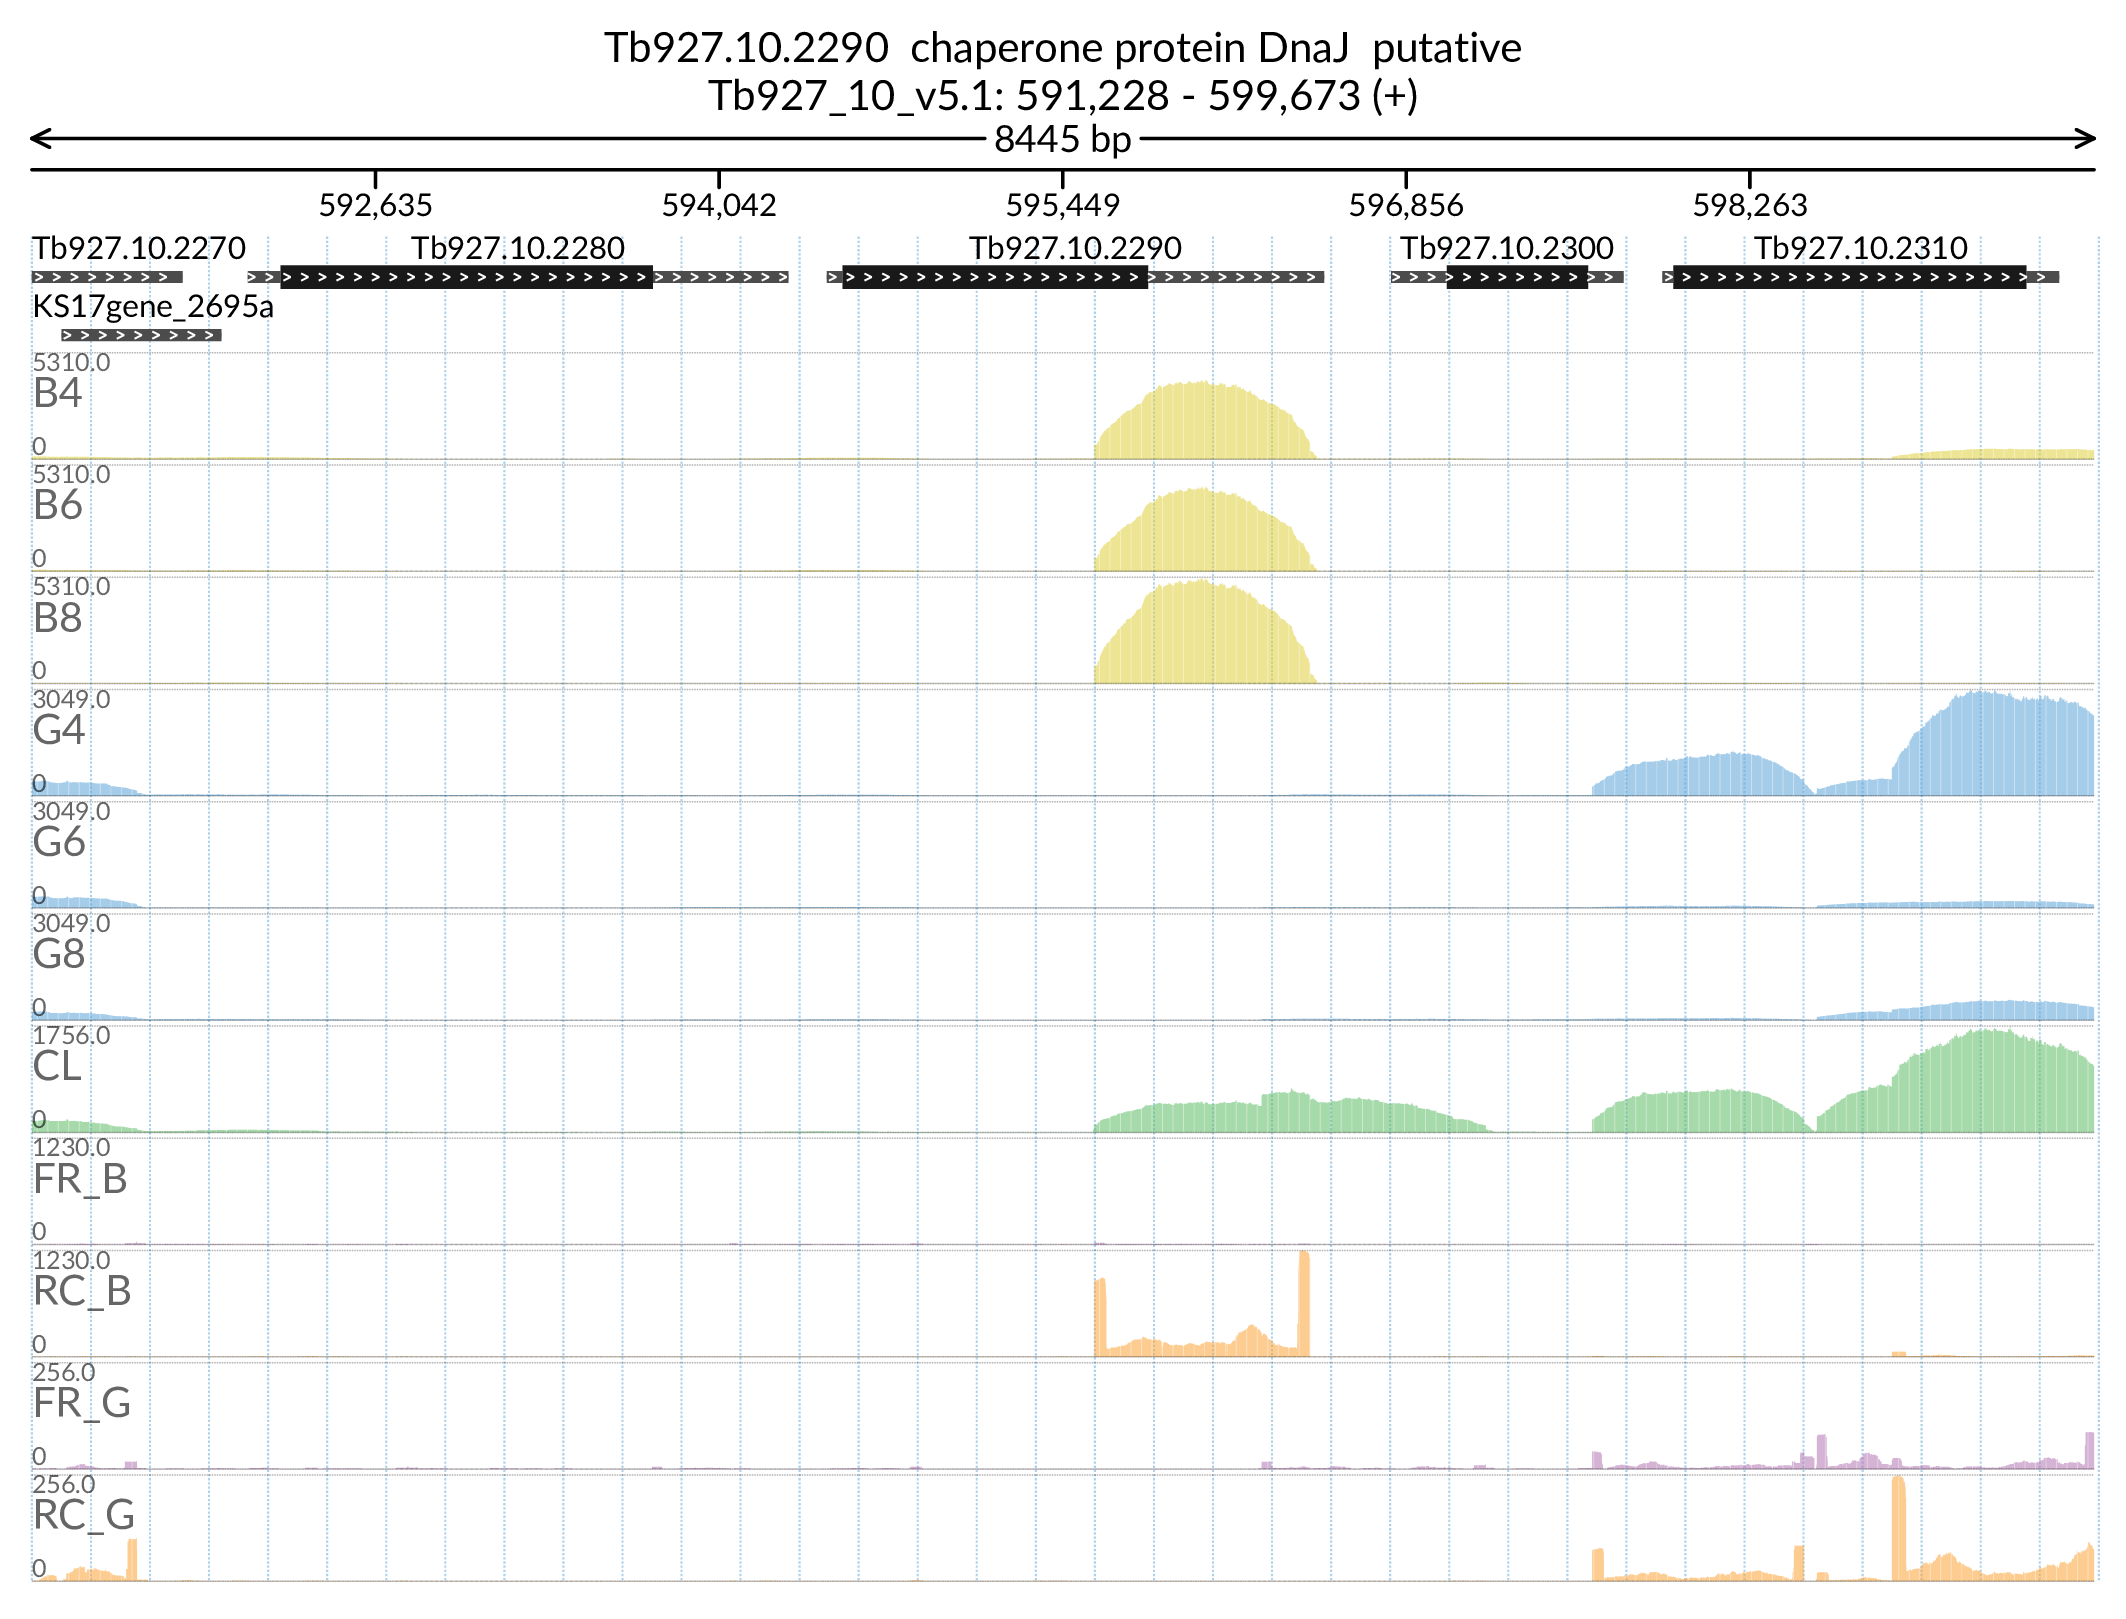 Tb927.10.2290 chaperone protein DnaJ putative
Tb927_10_v5.1: 591,228 - 599,673 (+)
8445 bp
592,635 594,042 595,449 596,856 598,263
Tb927.10.2270 Tb927.10.2280 Tb927.10.2290 Tb927.10.2300 Tb927.10.2310
KS17gene_2695a
5310.0
B4
0
5310.0
B6
0
5310.0
B8
0
3049.0
G4
0
3049.0
G6
0
3049.0
G8
0
1756.0
CL
0
1230.0
FR_B
0
1230.0
RC_B
0
256.0
FR_G
0
256.0
RC_G
0